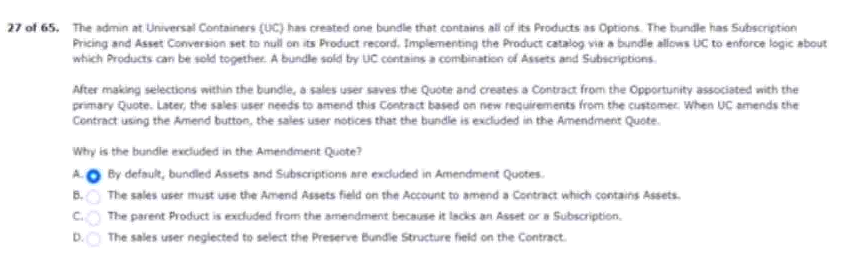 27 of 65. The admin at Universal Containers (UC) has created one bundle that contains all of its Products as Options. The bundle has Subscription
Pricing and Asset Conversion set to null on its Product record. Implementing the Product catalog via a bundle allows UC to enforce logic about
which Products can be sold together. A bundle sold by UC contains a combination of Assets and Subscriptions.
After making selections within the bundle, a sales user saves the Quote and creates a Contract from the Opportunity associated with the
primary Quote. Later, the sales user needs to amend this Contract based on new requirements from the customer. When UC amends the
Contract using the Amend button, the sales user notices that the bundle is excluded in the Amendment Quote.
Why is the bundle excluded in the Amendment Quote?
A. By default, bundled Assets and Subscriptions are excluded in Amendment Quotes.
B. The sales user must use the Amend Assets field on the Account to amend a Contract which contains Assets.
C. The parent Product is excluded from the amendment because it lacks an Asset or a Subscription.
D. The sales user neglected to select the Preserve Bundle Structure field on the Contract.